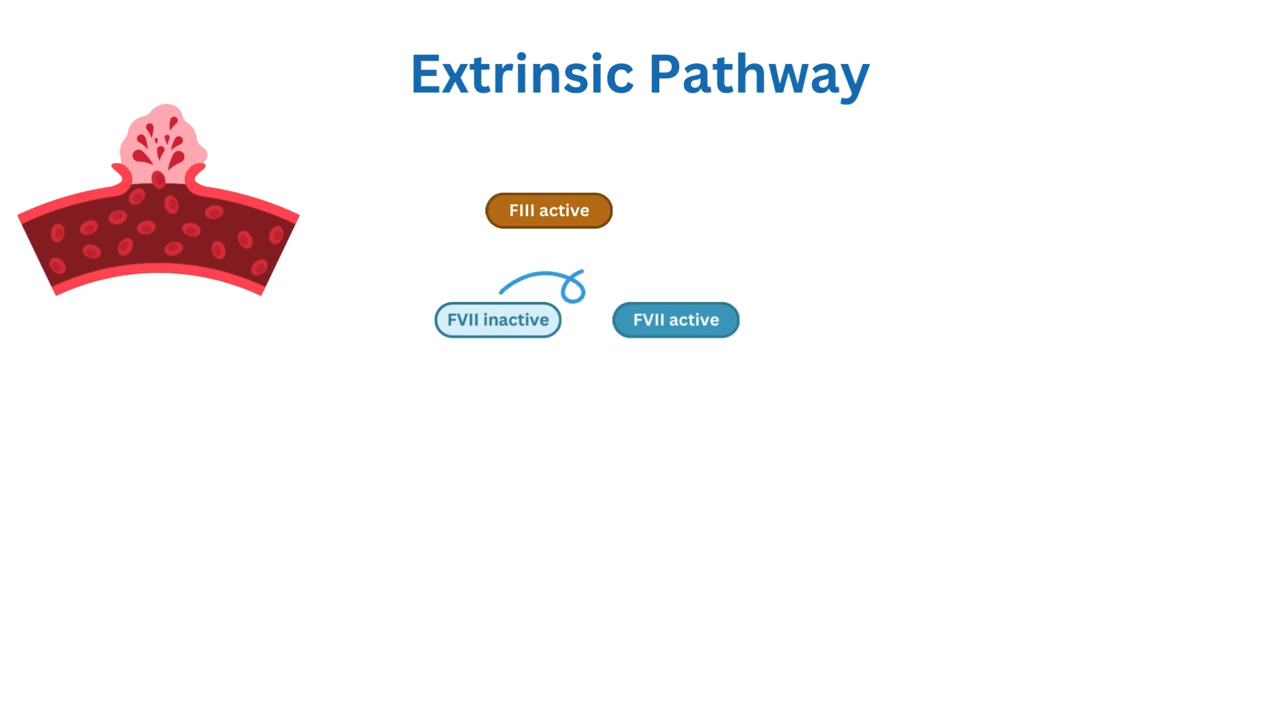 Extrinsic Pathway
FIII active
FVII inactive
FVII active